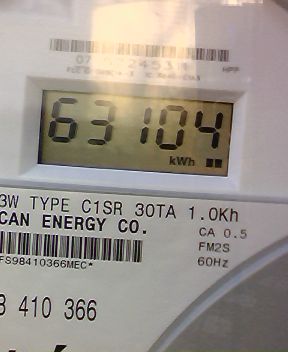 63104
kWh
3W TYPE C1SR 30TA 1.0Kh
CAN ENERGY CO.
CA 0.5
FM2S
60Hz
FS98410366MEC*
410 366